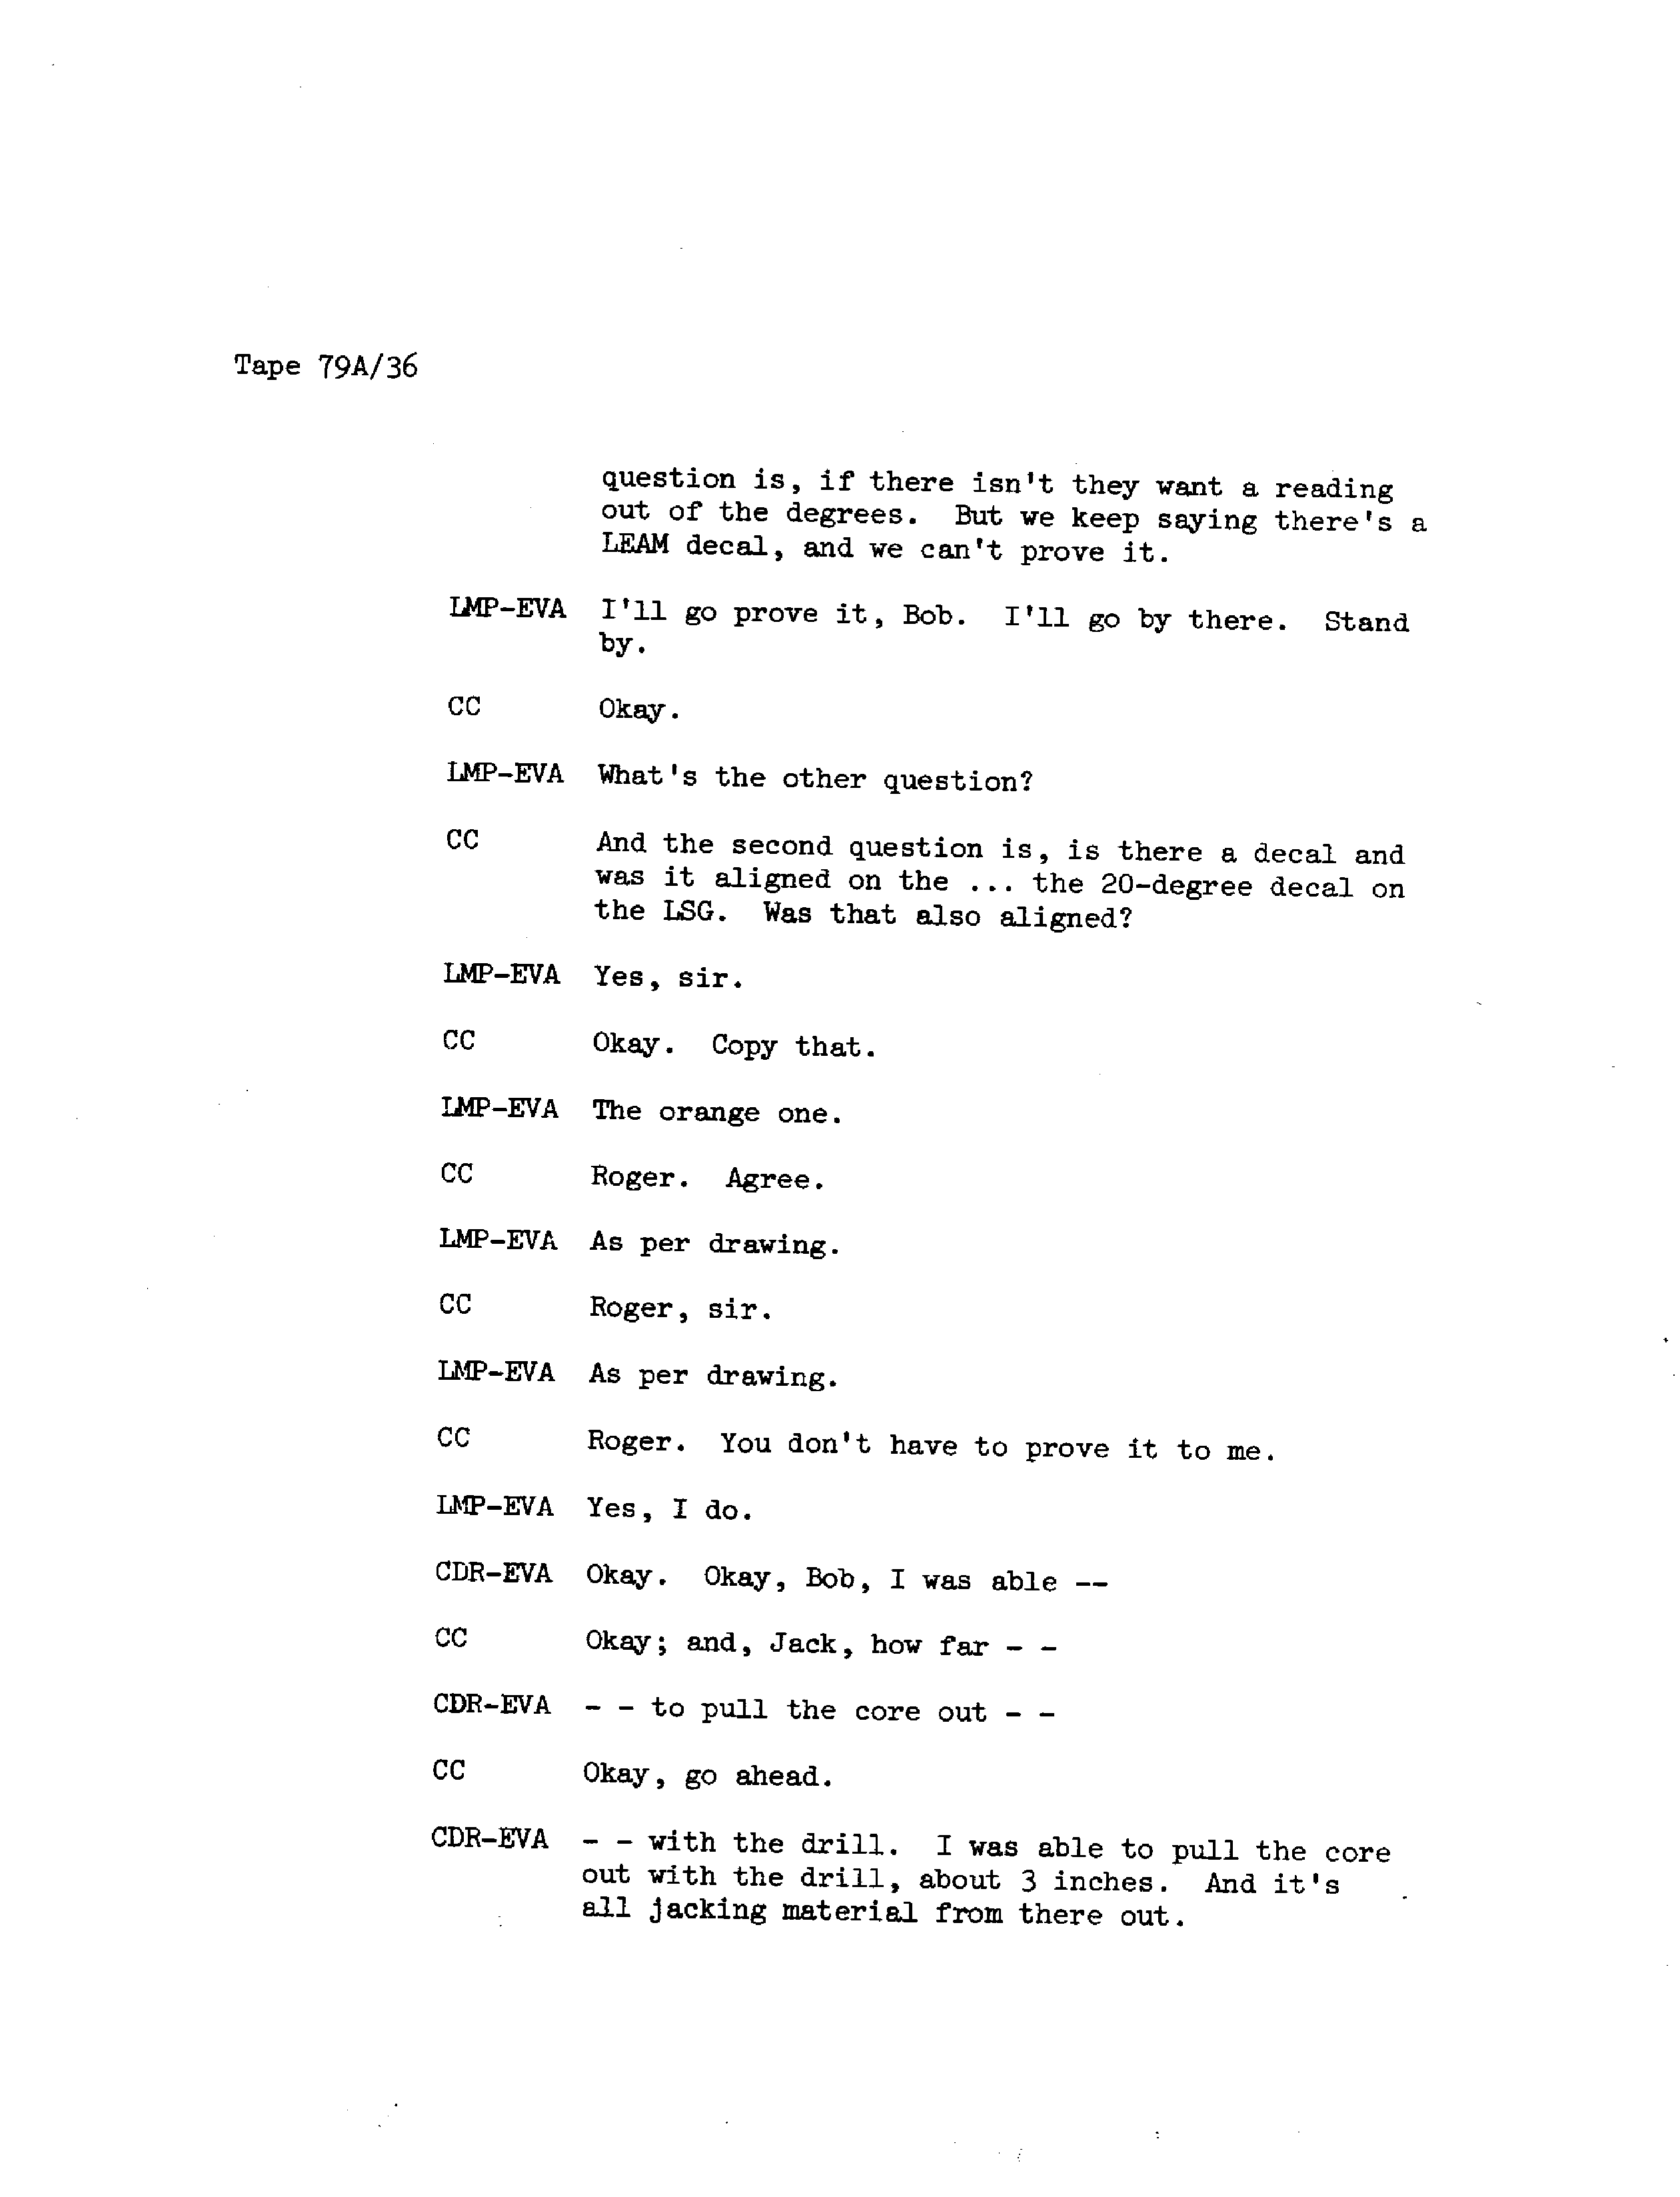 Tape 79A/36
question is, if there isn't they want a reading
out of the degrees. But we keep saying there's a
LEAM decal, and we can't prove it.
LMP-EVA I'll go prove it, Bob. I'll go by there. Stand
by.
CC Okay.
LMP-EVA What's the other question?
CC And the second question is, is there a decal and
was it aligned on the ... the 20-degree decal on
the LSG. Was that also aligned?
LMP-EVA Yes, sir.
CC Okay. Copy that.
LMP-EVA The orange one.
CC Roger. Agree.
LMP-EVA As per drawing.
CC Roger, sir.
LMP-EVA As per drawing.
CC Roger. You don't have to prove it to me.
LMP-EVA Yes, I do.
CDR-EVA Okay. Okay, Bob, I was able --
CC Okay; and, Jack, how far - -
CDR-EVA - - to pull the core out - -
CC Okay, go ahead.
CDR-EVA - - with the drill. I was able to pull the core
out with the drill, about 3 inches. And it's
all jacking material from there out.